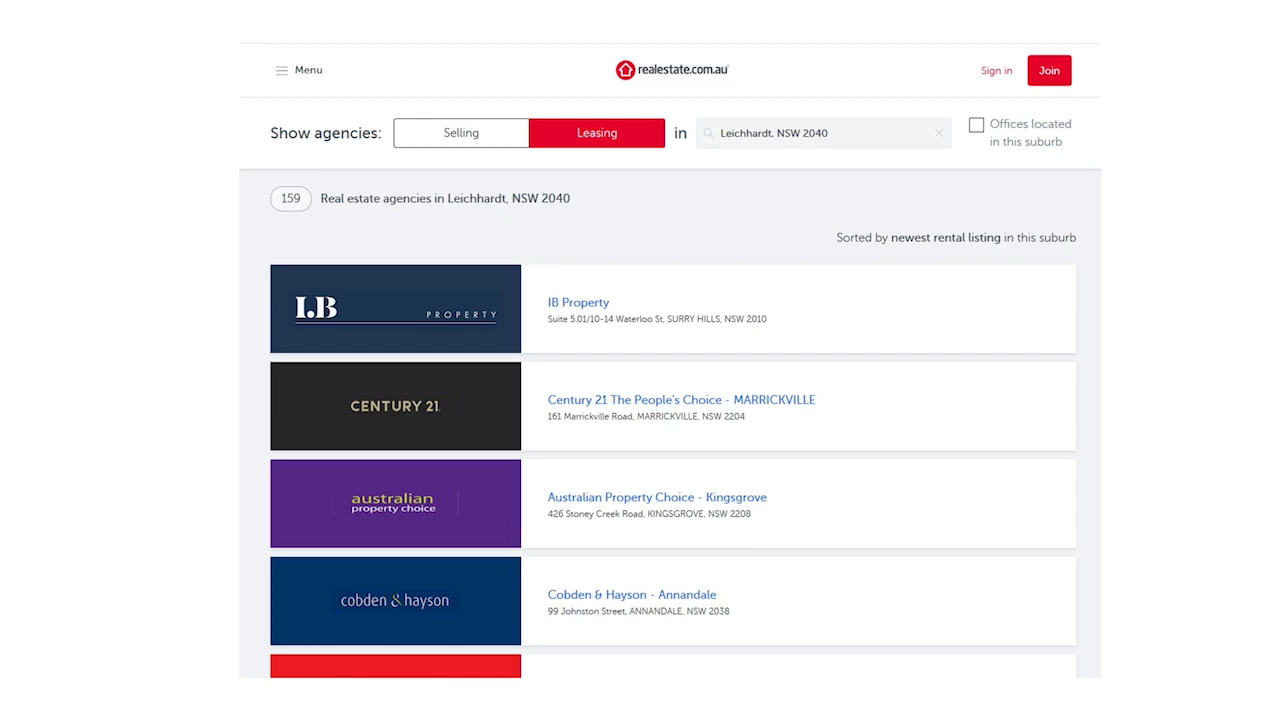 Menu
realestate.com.au
Sign in
Join
Show agencies:
Selling
Leasing
in
Leichhardt, NSW 2040
Offices located
in this suburb
159
Real estate agencies in Leichhardt, NSW 2040
Sorted by newest rental listing in this suburb
I.B
PROPERTY
IB Property
Suite 5.01/10-14 Waterloo St, SURRY HILLS, NSW 2010
CENTURY 21
Century 21 The People's Choice - MARRICKVILLE
161 Marrickville Road, MARRICKVILLE, NSW 2204
australian
property choice
Australian Property Choice - Kingsgrove
426 Stoney Creek Road, KINGSGROVE, NSW 2208
cobden & hayson
Cobden & Hayson - Annandale
99 Johnston Street, ANNANDALE, NSW 2038